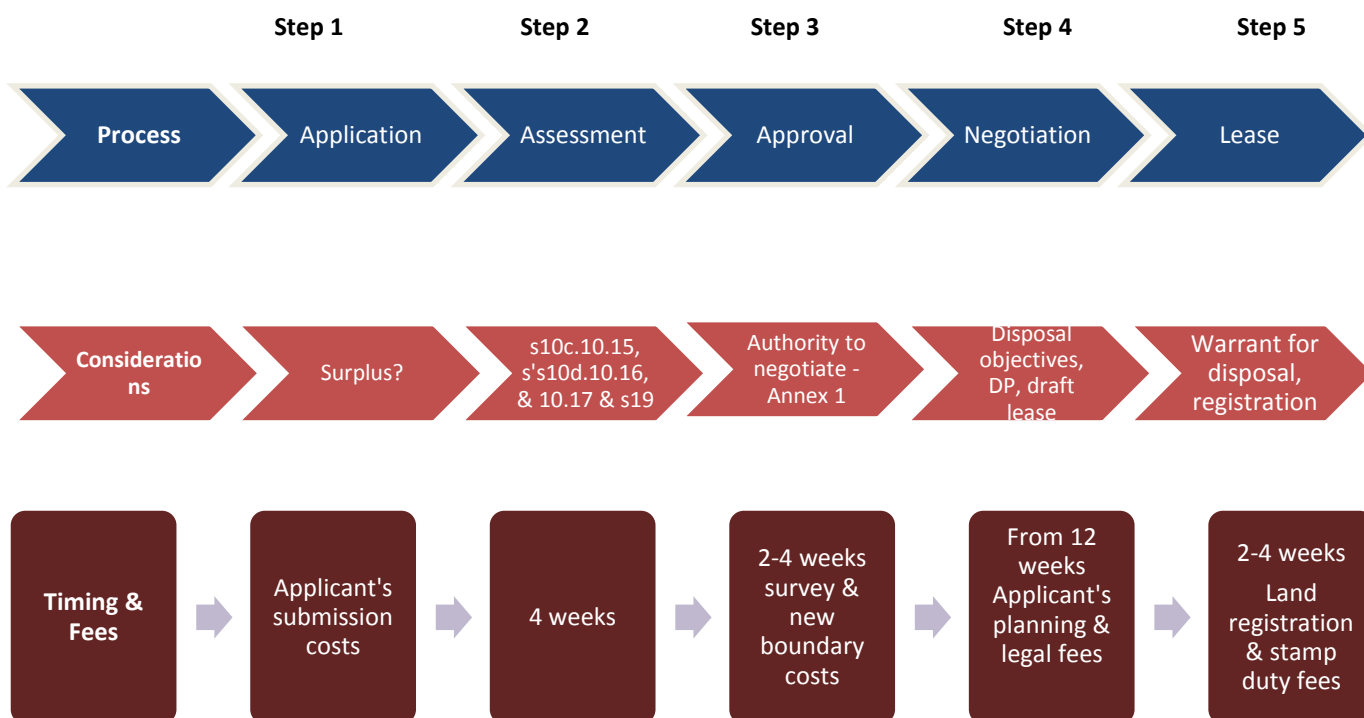 Step 1
Step 2
Step 3
Step 4
Step 5
Process
Application
Assessment
Approval
Negotiation
Lease
Consideratio
ns
Surplus?
s10c.10.15,
s's10d.10.16,
& 10.17 & s19
Authority to
negotiate -
Annex 1
Disposal
objectives,
DP, draft
lease
Warrant for
disposal,
registration
Timing &
Fees
Applicant's
submission
costs
4 weeks
2-4 weeks
survey &
new
boundary
costs
From 12
weeks
Applicant's
planning &
legal fees
2-4 weeks
Land
registration
& stamp
duty fees